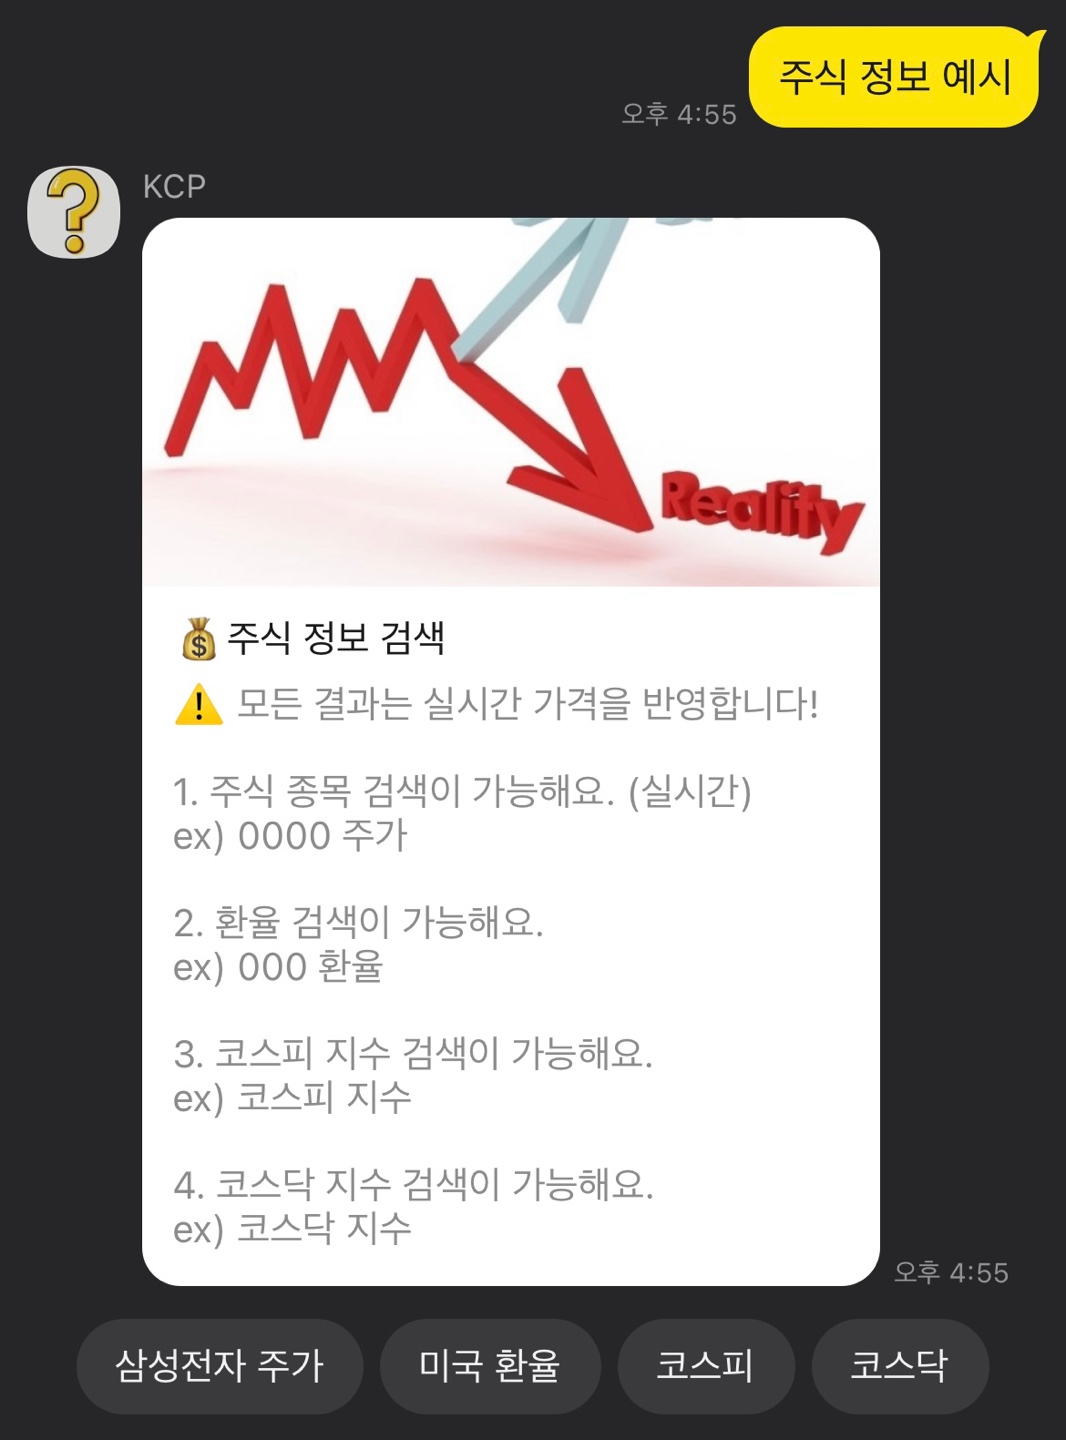 주식 정보 예시
오후 4:55
KCP
Reality
💰주식 정보 검색
⚠️ 모든 결과는 실시간 가격을 반영합니다!
1. 주식 종목 검색이 가능해요. (실시간)
ex) 0000 주가
2. 환율 검색이 가능해요.
ex) 000 환율
3. 코스피 지수 검색이 가능해요.
ex) 코스피 지수
4. 코스닥 지수 검색이 가능해요.
ex) 코스닥 지수
오후 4:55
삼성전자 주가
미국 환율
코스피
코스닥